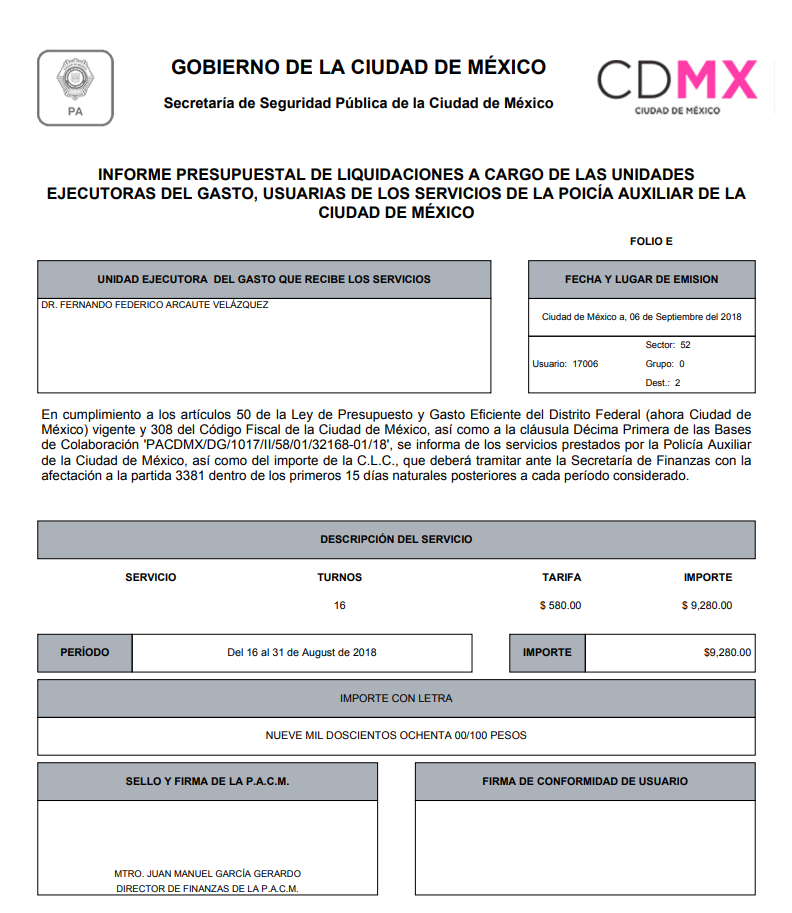 PA
GOBIERNO DE LA CIUDAD DE MÉXICO
Secretaría de Seguridad Pública de la Ciudad de México
CDMX
CIUDAD DE MÉXICO
INFORME PRESUPUESTAL DE LIQUIDACIONES A CARGO DE LAS UNIDADES
EJECUTORAS DEL GASTO, USUARIAS DE LOS SERVICIOS DE LA POICÍA AUXILIAR DE LA
CIUDAD DE MÉXICO
FOLIO E
UNIDAD EJECUTORA DEL GASTO QUE RECIBE LOS SERVICIOS
DR. FERNANDO FEDERICO ARCAUTE VELÁZQUEZ
FECHA Y LUGAR DE EMISION
Ciudad de México a, 06 de Septiembre del 2018
Sector: 52
Usuario: 17006 Grupo: 0
Dest.: 2
En cumplimiento a los artículos 50 de la Ley de Presupuesto y Gasto Eficiente del Distrito Federal (ahora Ciudad de
México) vigente y 308 del Código Fiscal de la Ciudad de México, así como a la cláusula Décima Primera de las Bases
de Colaboración 'PACDMX/DG/1017/II/58/01/32168-01/18', se informa de los servicios prestados por la Policía Auxiliar
de la Ciudad de México, así como del importe de la C.L.C., que deberá tramitar ante la Secretaría de Finanzas con la
afectación a la partida 3381 dentro de los primeros 15 días naturales posteriores a cada período considerado.
DESCRIPCIÓN DEL SERVICIO
SERVICIO TURNOS TARIFA IMPORTE
16 $ 580.00 $ 9,280.00
PERÍODO Del 16 al 31 de August de 2018 IMPORTE $9,280.00
IMPORTE CON LETRA
NUEVE MIL DOSCIENTOS OCHENTA 00/100 PESOS
SELLO Y FIRMA DE LA P.A.C.M.
MTRO. JUAN MANUEL GARCÍA GERARDO
DIRECTOR DE FINANZAS DE LA P.A.C.M.
FIRMA DE CONFORMIDAD DE USUARIO